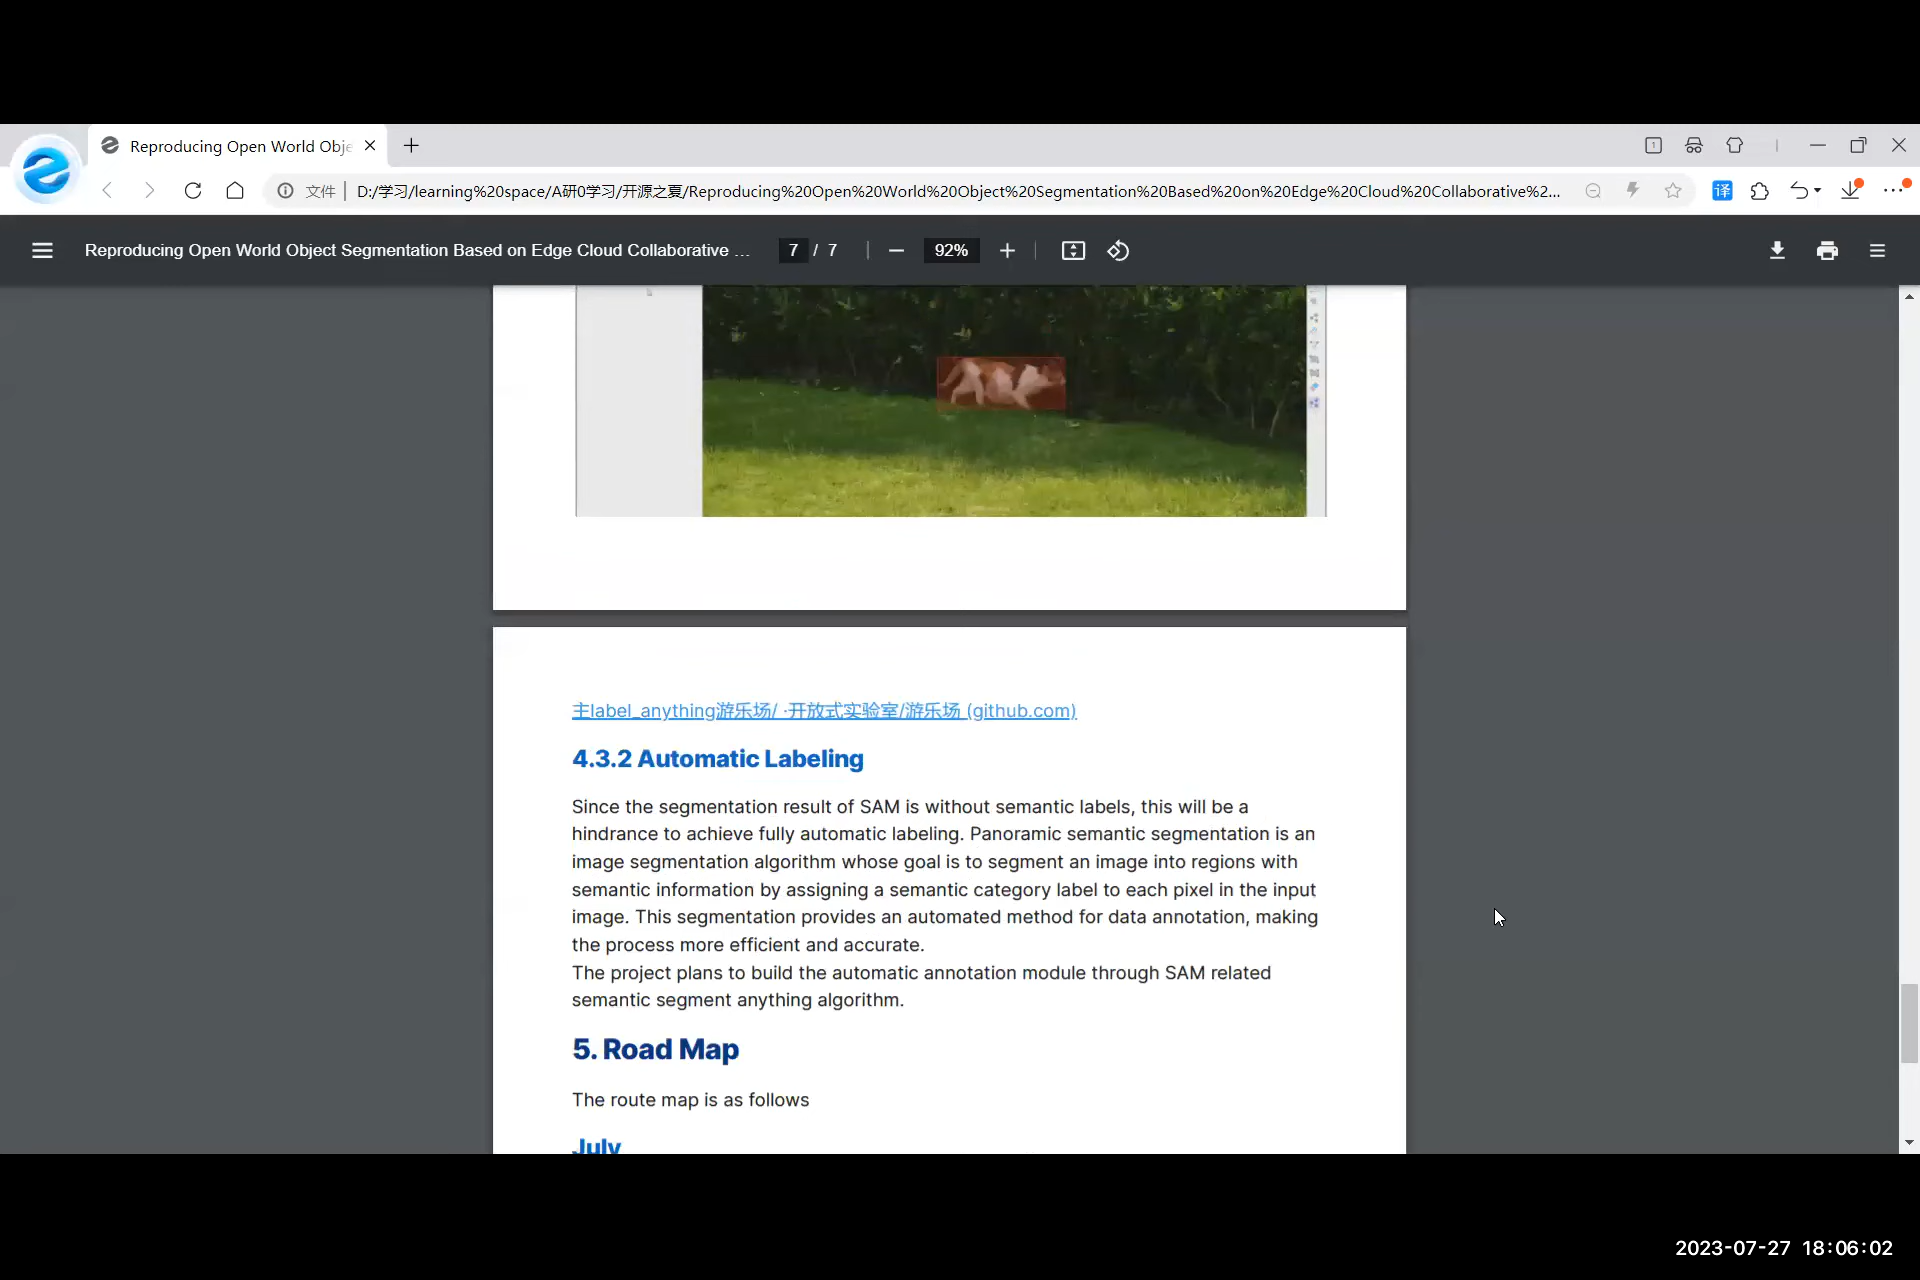 Reproducing Open World Obje
文件 D:/学习/learning%20space/A研0学习/开源之夏/Reproducing%20Open%20World%20Object%20Segmentation%20Based%20on%20Edge%20Cloud%20Collaborative%2... 译
Reproducing Open World Object Segmentation Based on Edge Cloud Collaborative ... 7 / 7 92%
主label_anything游乐场/ ·开放式实验室/游乐场 (github.com)
4.3.2 Automatic Labeling
Since the segmentation result of SAM is without semantic labels, this will be a
hindrance to achieve fully automatic labeling. Panoramic semantic segmentation is an
image segmentation algorithm whose goal is to segment an image into regions with
semantic information by assigning a semantic category label to each pixel in the input
image. This segmentation provides an automated method for data annotation, making
the process more efficient and accurate.
The project plans to build the automatic annotation module through SAM related
semantic segment anything algorithm.
5. Road Map
The route map is as follows
July
2023-07-27 18:06:02